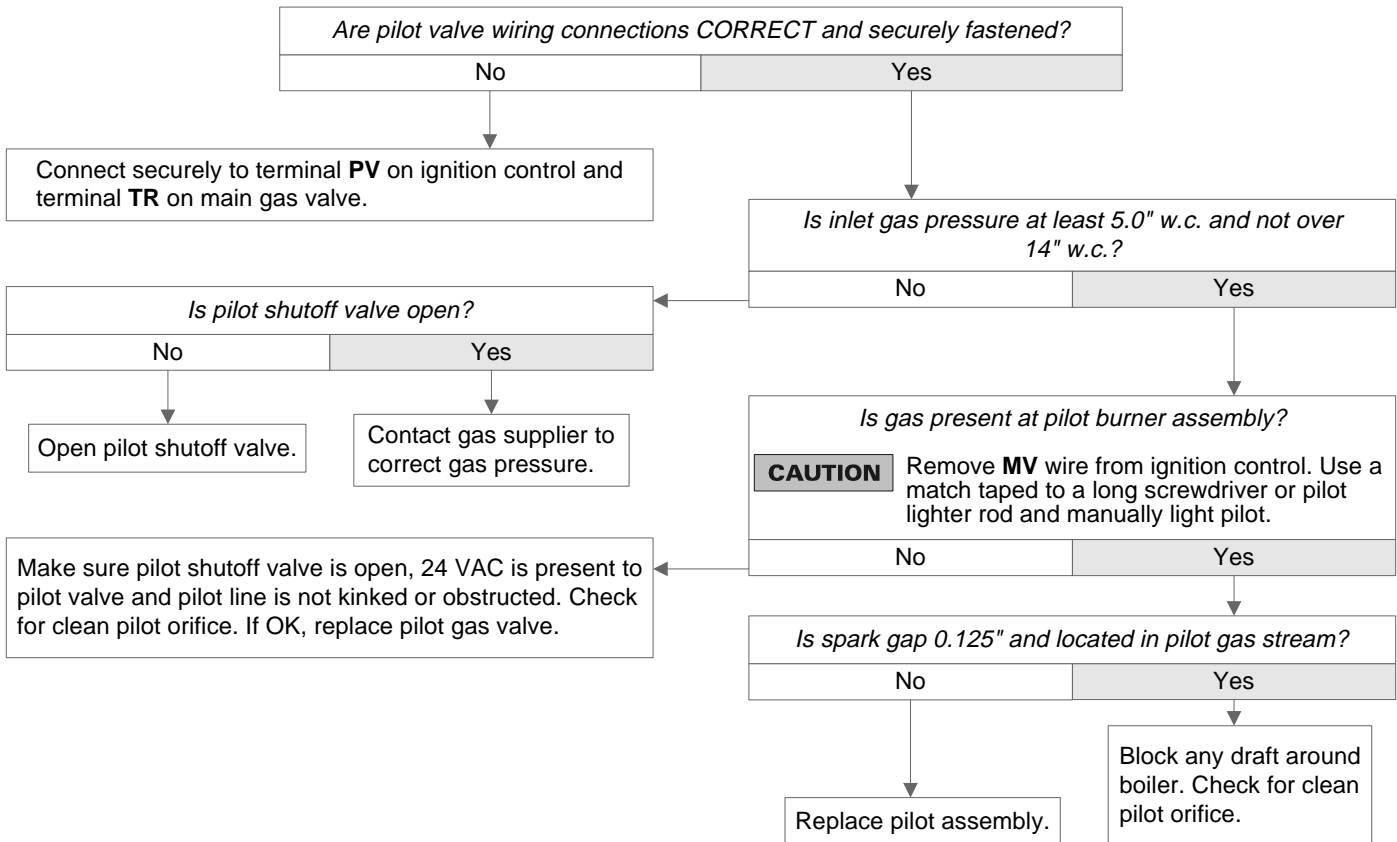 Are pilot valve wiring connections CORRECT and securely fastened?
No
Yes
Connect securely to terminal PV on ignition control and
terminal TR on main gas valve.
Is inlet gas pressure at least 5.0" w.c. and not over
14" w.c.?
No
Yes
Is pilot shutoff valve open?
No
Yes
Open pilot shutoff valve.
Contact gas supplier to
correct gas pressure.
Is gas present at pilot burner assembly?
CAUTION
Remove MV wire from ignition control. Use a
match taped to a long screwdriver or pilot
lighter rod and manually light pilot.
No
Yes
Make sure pilot shutoff valve is open, 24 VAC is present to
pilot valve and pilot line is not kinked or obstructed. Check
for clean pilot orifice. If OK, replace pilot gas valve.
Is spark gap 0.125" and located in pilot gas stream?
No
Yes
Replace pilot assembly.
Block any draft around
boiler. Check for clean
pilot orifice.